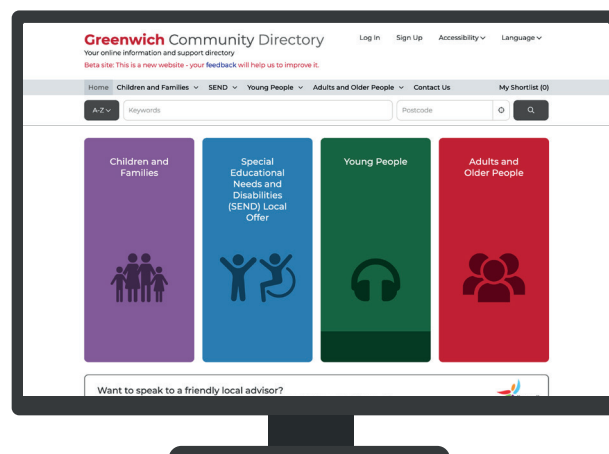 Greenwich Community Directory
Log In Sign Up Accessibility Language
Your online information and support directory
Beta site: This is a new website - your feedback will help us to improve it.
Home Children and Families SEND Young People Adults and Older People Contact Us My Shortlist (0)
A-Z Keywords Postcode
Children and
Families
Special
Educational
Needs and
Disabilities
(SEND) Local
Offer
Young People
Adults and
Older People
Want to speak to a friendly local advisor?